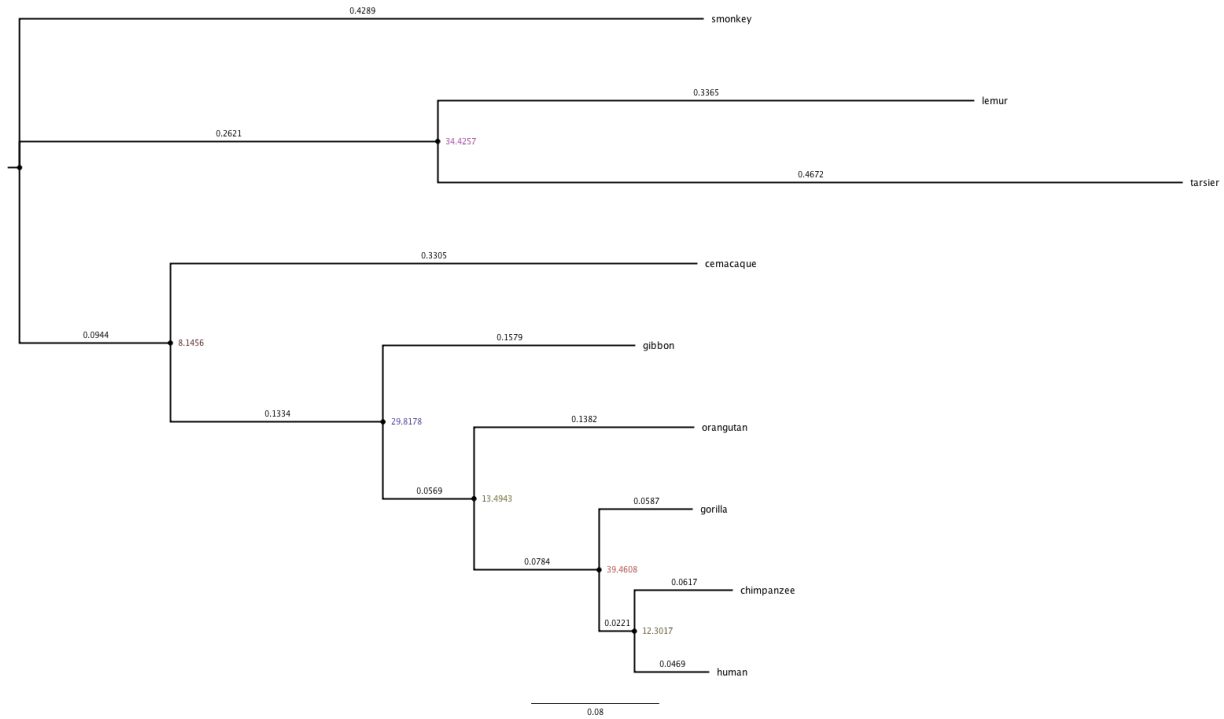 0.4289
smonkey
0.3365
lemur
0.2621
34.4257
0.4672
tarsier
0.3305
cemacaque
0.0944
8.1456
0.1579
gibbon
0.1334
29.8178
0.1382
orangutan
0.0569
13.4943
0.0587
gorilla
0.0784
39.4608
0.0617
chimpanzee
0.0221
12.3017
0.0469
human
0.08